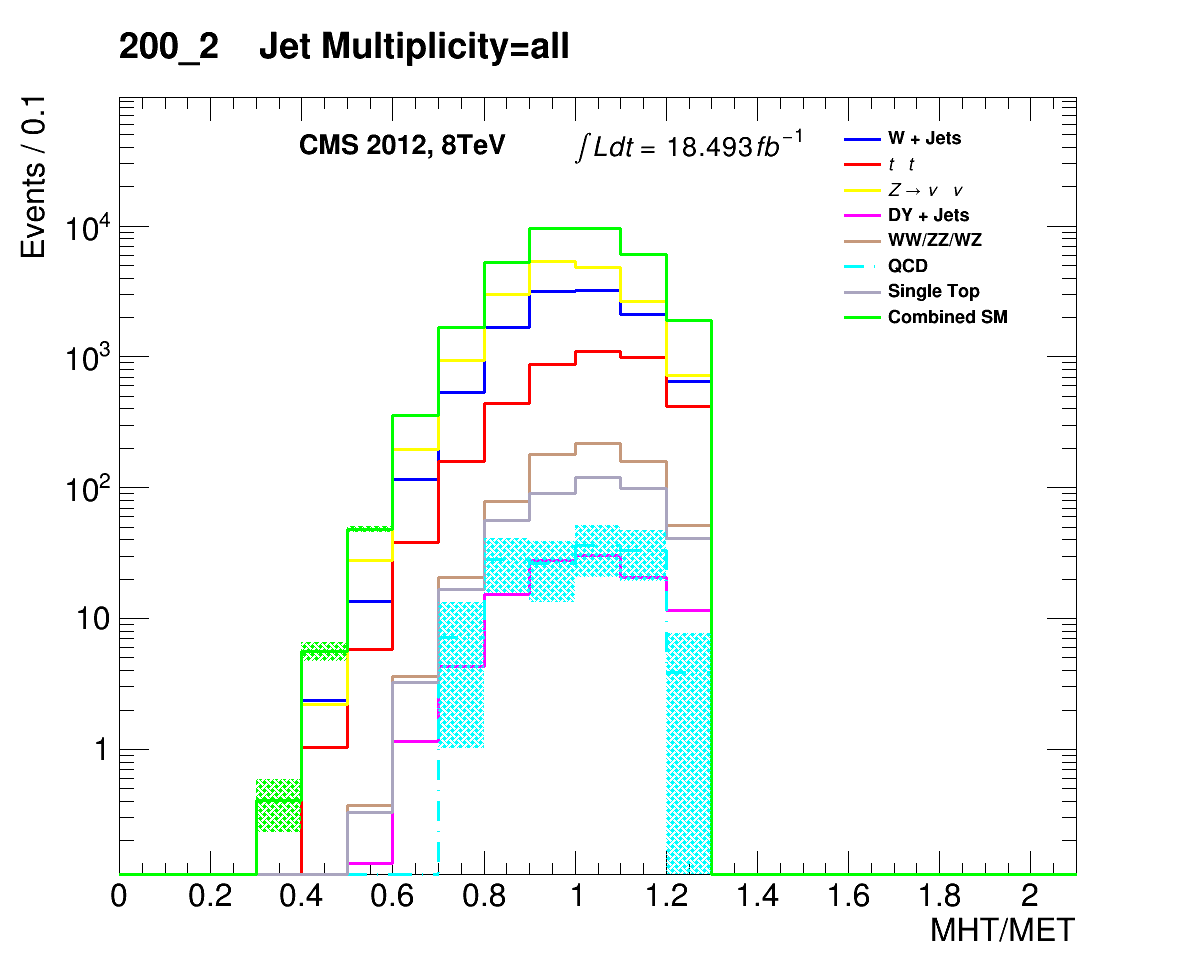 200_2 Jet Multiplicity=all
Events / 0.1
CMS 2012, 8TeV ∫Ldt = 18.493fb⁻¹
W + Jets
t t
Z → ν ν
DY + Jets
WW/ZZ/WZ
QCD
Single Top
Combined SM
10⁴
10³
10²
10
1
0 0.2 0.4 0.6 0.8 1 1.2 1.4 1.6 1.8 2
MHT/MET